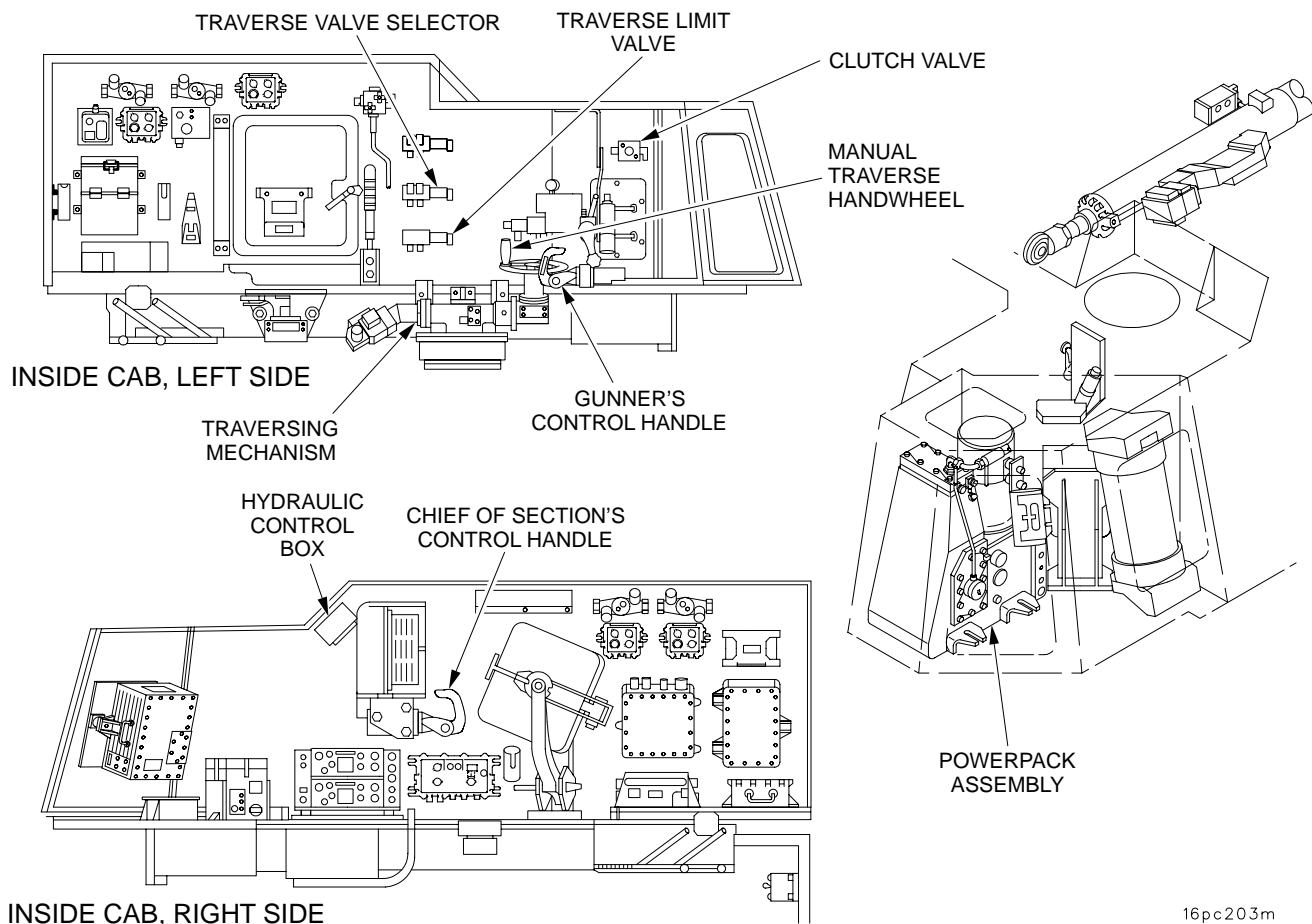 TRAVERSE VALVE SELECTOR
TRAVERSE LIMIT
VALVE
CLUTCH VALVE
MANUAL
TRAVERSE
HANDWHEEL
INSIDE CAB, LEFT SIDE
TRAVERSING
MECHANISM
GUNNER'S
CONTROL HANDLE
HYDRAULIC
CONTROL
BOX
CHIEF OF SECTION'S
CONTROL HANDLE
POWERPACK
ASSEMBLY
INSIDE CAB, RIGHT SIDE
16pc203m